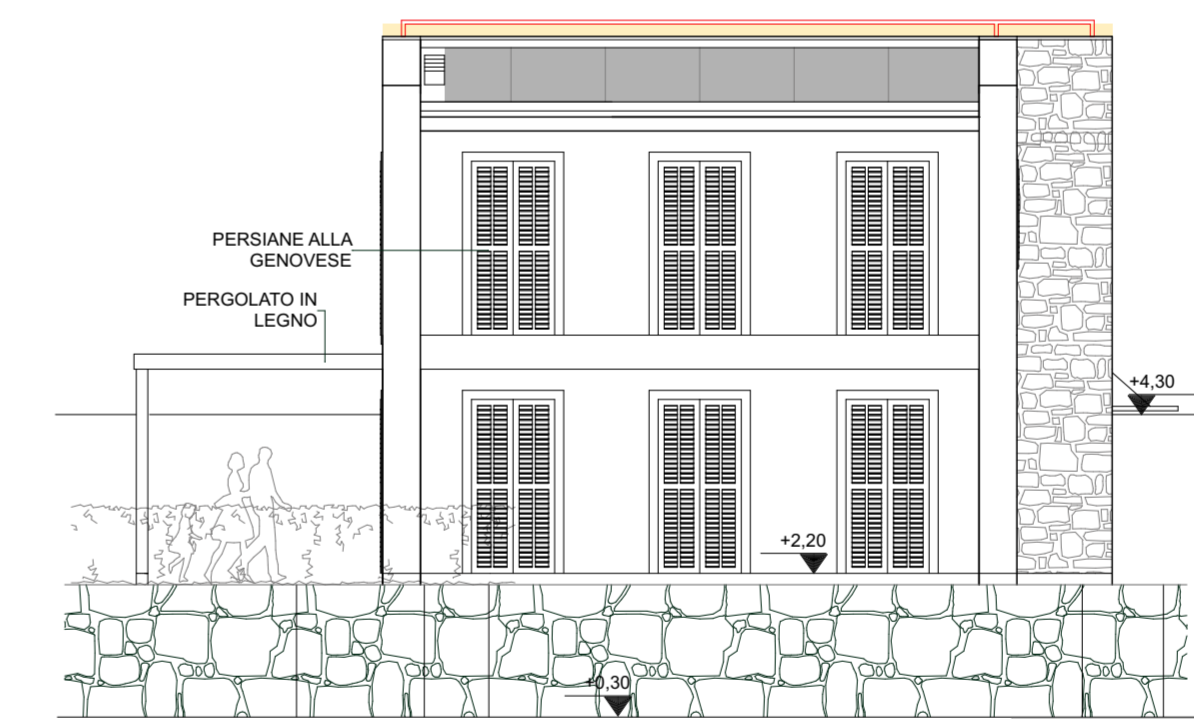 PERSIANE ALLA
GENOVESE
PERGOLATO IN
LEGNO
+4,30
+2,20
+0,30